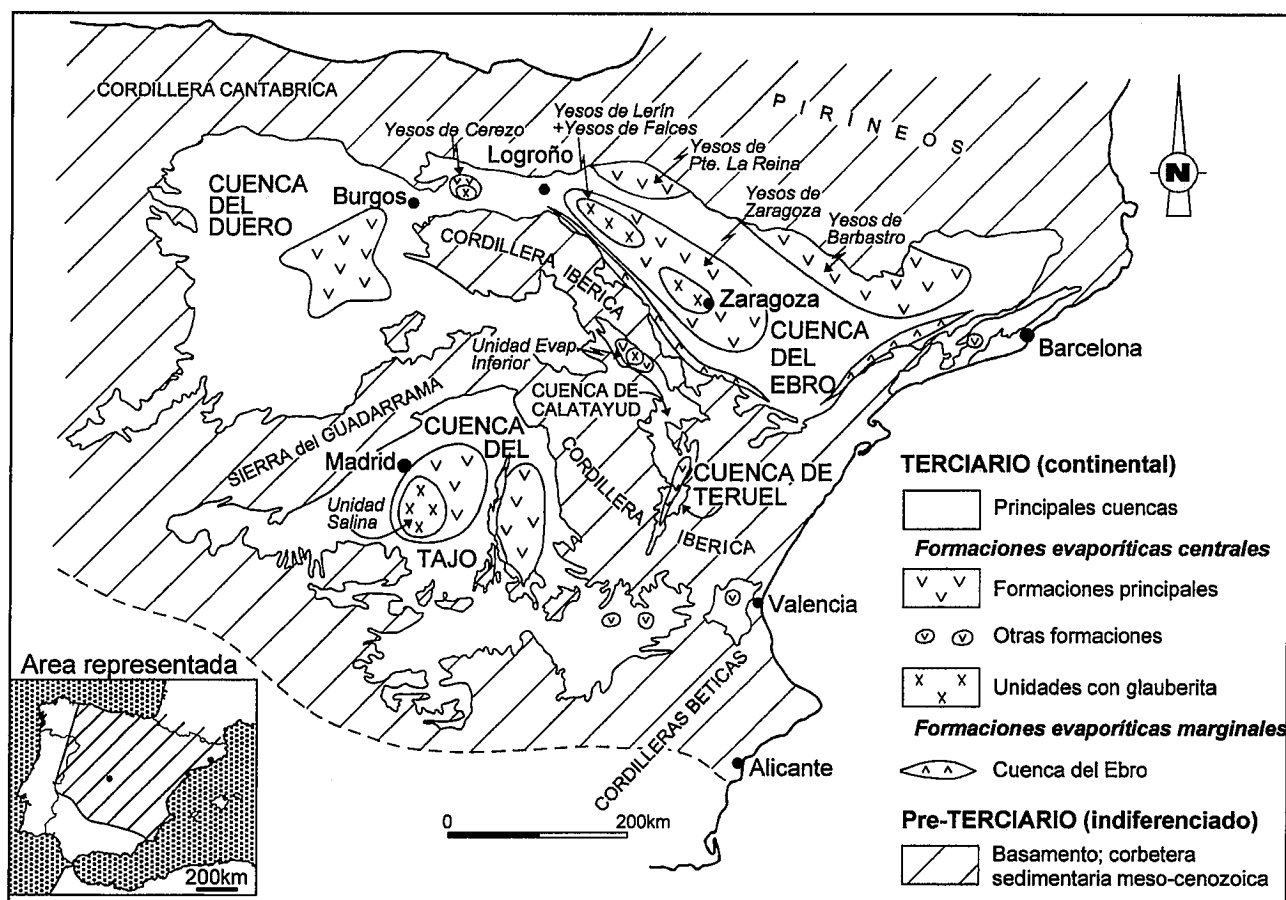 CORDILLERA CANTABRICA
PIRÍNEOS
Yesos de Lerín
+Yesos de Falces
Yesos de Cerezo
Yesos de
Pte. La Reina
Logroño
N
Yesos de
Zaragoza
Yesos de
Barbastro
CUENCA
DEL
DUERO
Burgos
CORDILLERA IBERICA
Zaragoza
CUENCA
DEL
EBRO
Barcelona
Unidad Evap.
Inferior
CUENCA DE
CALATAYUD
SIERRA del GUADARRAMA
CUENCA
DEL
Madrid
Unidad
Salina
TAJO
CORDILLERA
IBERICA
CUENCA DE
TERUEL
Valencia
CORDILLERAS BETICAS
Alicante
0 200km
Area representada
200km
TERCIARIO (continental)
Principales cuencas
Formaciones evaporíticas centrales
Formaciones principales
Otras formaciones
Unidades con glauberita
Formaciones evaporíticas marginales
Cuenca del Ebro
Pre-TERCIARIO (indiferenciado)
Basamento; corbetera
sedimentaria meso-cenozoica